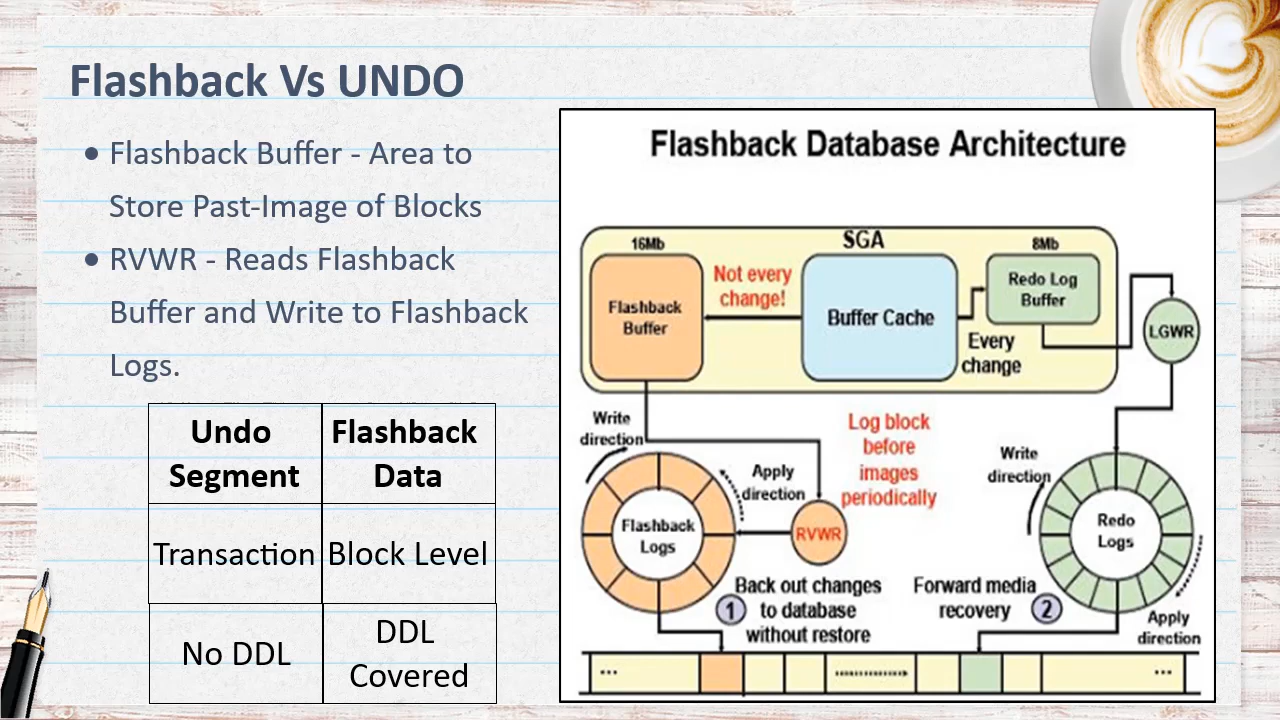 Flashback Vs UNDO
• Flashback Buffer - Area to
Store Past-Image of Blocks
• RVWR - Reads Flashback
Buffer and Write to Flashback
Logs.
Undo Segment
Flashback Data
Transaction
Block Level
No DDL
DDL Covered
Flashback Database Architecture
SGA
16Mb
8Mb
Flashback
Buffer
Not every
change!
Buffer Cache
Redo Log
Buffer
Every
change
LGWR
Write
direction
Log block
before
images
periodically
Apply
direction
Write
direction
Flashback
Logs
RVWR
Redo
Logs
1
Back out changes
to database
without restore
Forward media
recovery
2
Apply
direction
...
...